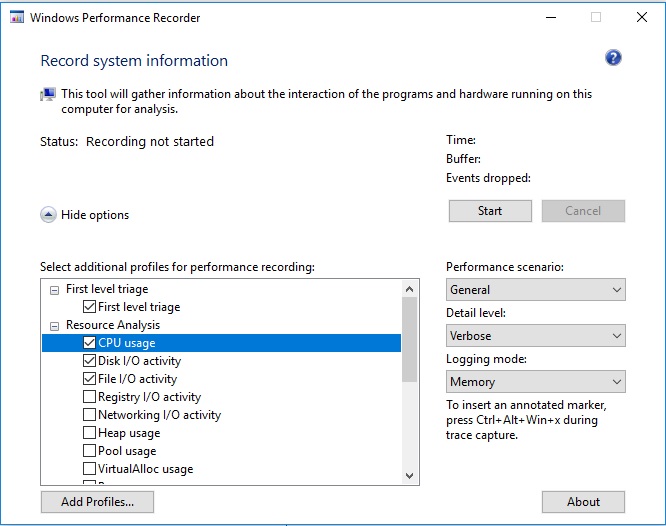 Windows Performance Recorder
Record system information
This tool will gather information about the interaction of the programs and hardware running on this
computer for analysis.
Status: Recording not started
Time:
Buffer:
Events dropped:
Hide options
Start
Cancel
Select additional profiles for performance recording:
First level triage
First level triage
Resource Analysis
CPU usage
Disk I/O activity
File I/O activity
Registry I/O activity
Networking I/O activity
Heap usage
Pool usage
VirtualAlloc usage
Performance scenario:
General
Detail level:
Verbose
Logging mode:
Memory
To insert an annotated marker,
press Ctrl+Alt+Win+x during
trace capture.
Add Profiles...
About